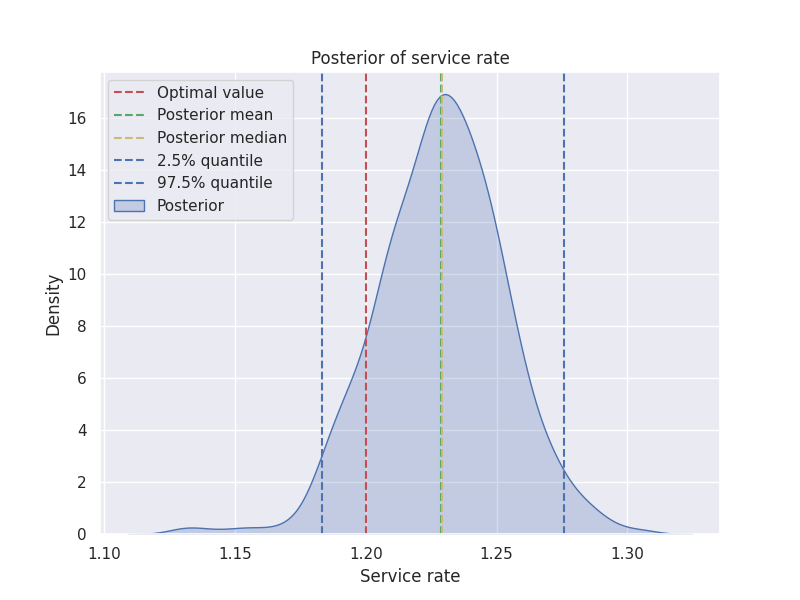 Posterior of service rate
Optimal value
Posterior mean
Posterior median
2.5% quantile
97.5% quantile
Posterior
16
14
12
10
8
6
4
2
0
Density
1.10 1.15 1.20 1.25 1.30
Service rate